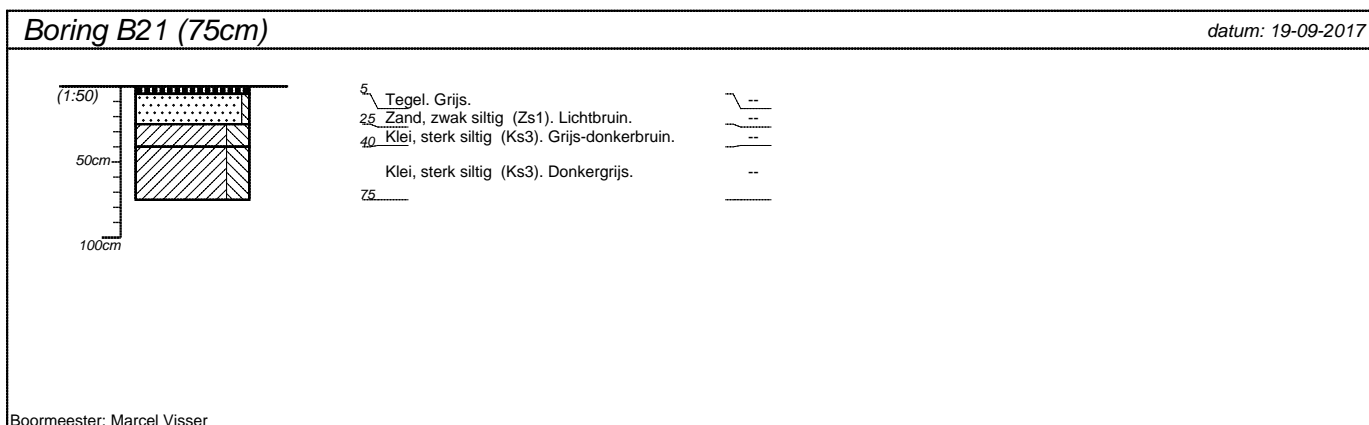 Boring B21 (75cm) datum: 19-09-2017
(1:50)
5 Tegel. Grijs. --
25 Zand, zwak siltig (Zs1). Lichtbruin. --
40 Klei, sterk siltig (Ks3). Grijs-donkerbruin. --
50cm
Klei, sterk siltig (Ks3). Donkergrijs. --
75
100cm
Boormeester: Marcel Visser